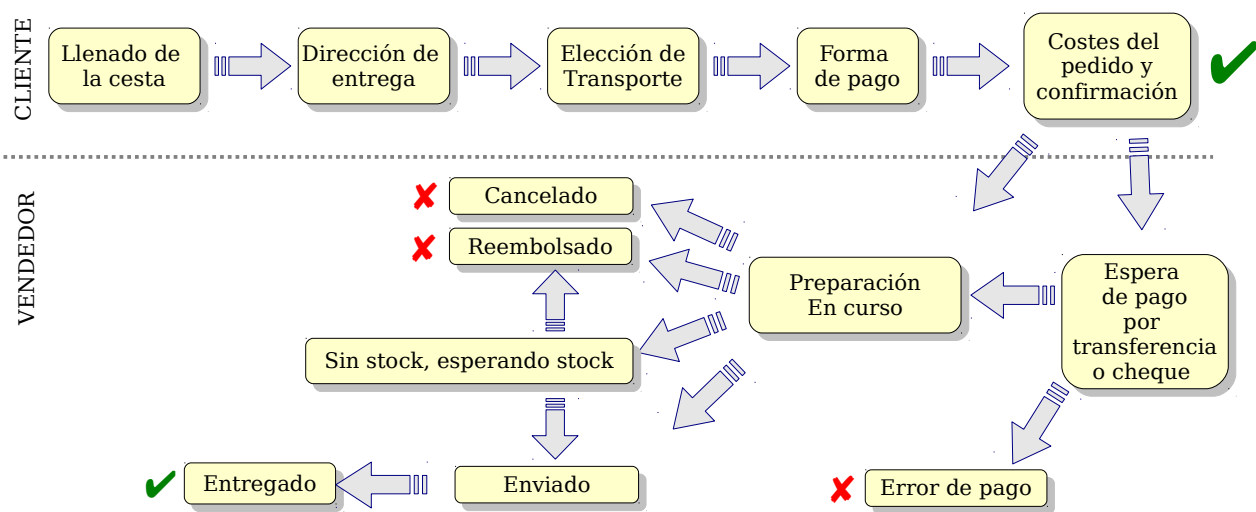 CLIENTE
Llenado de
la cesta
Dirección de
entrega
Elección de
Transporte
Forma
de pago
Costes del
pedido y
confirmación
VENDEDOR
Cancelado
Reembolsado
Preparación
En curso
Espera
de pago
por
transferencia
o cheque
Sin stock, esperando stock
Entregado
Enviado
Error de pago